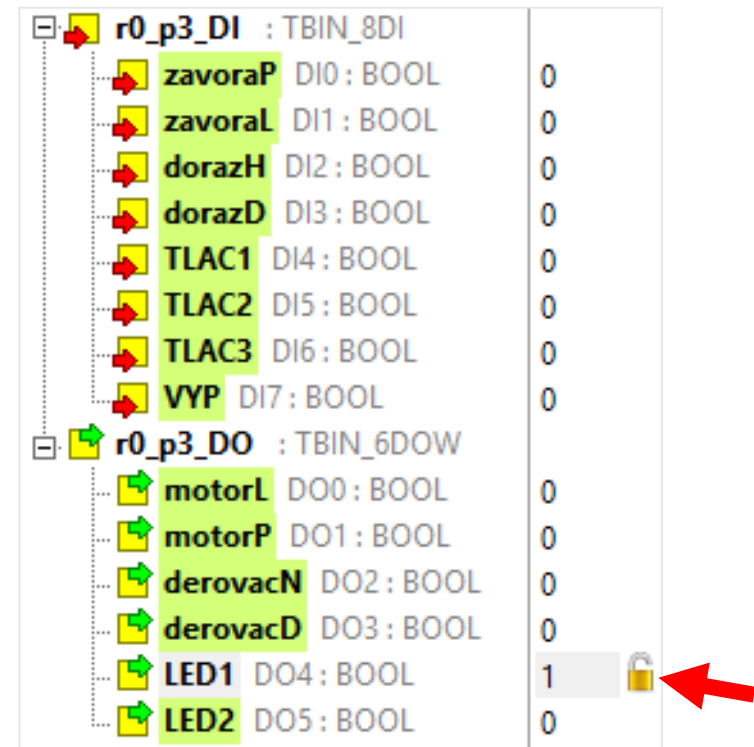 r0_p3_DI : TBIN_8DI
zavoraP DI0 : BOOL 0
zavoraL DI1 : BOOL 0
dorazH DI2 : BOOL 0
dorazD DI3 : BOOL 0
TLAC1 DI4 : BOOL 0
TLAC2 DI5 : BOOL 0
TLAC3 DI6 : BOOL 0
VYP DI7 : BOOL 0
r0_p3_DO : TBIN_6DOW
motorL DO0 : BOOL 0
motorP DO1 : BOOL 0
derovacN DO2 : BOOL 0
derovacD DO3 : BOOL 0
LED1 DO4 : BOOL 1
LED2 DO5 : BOOL 0